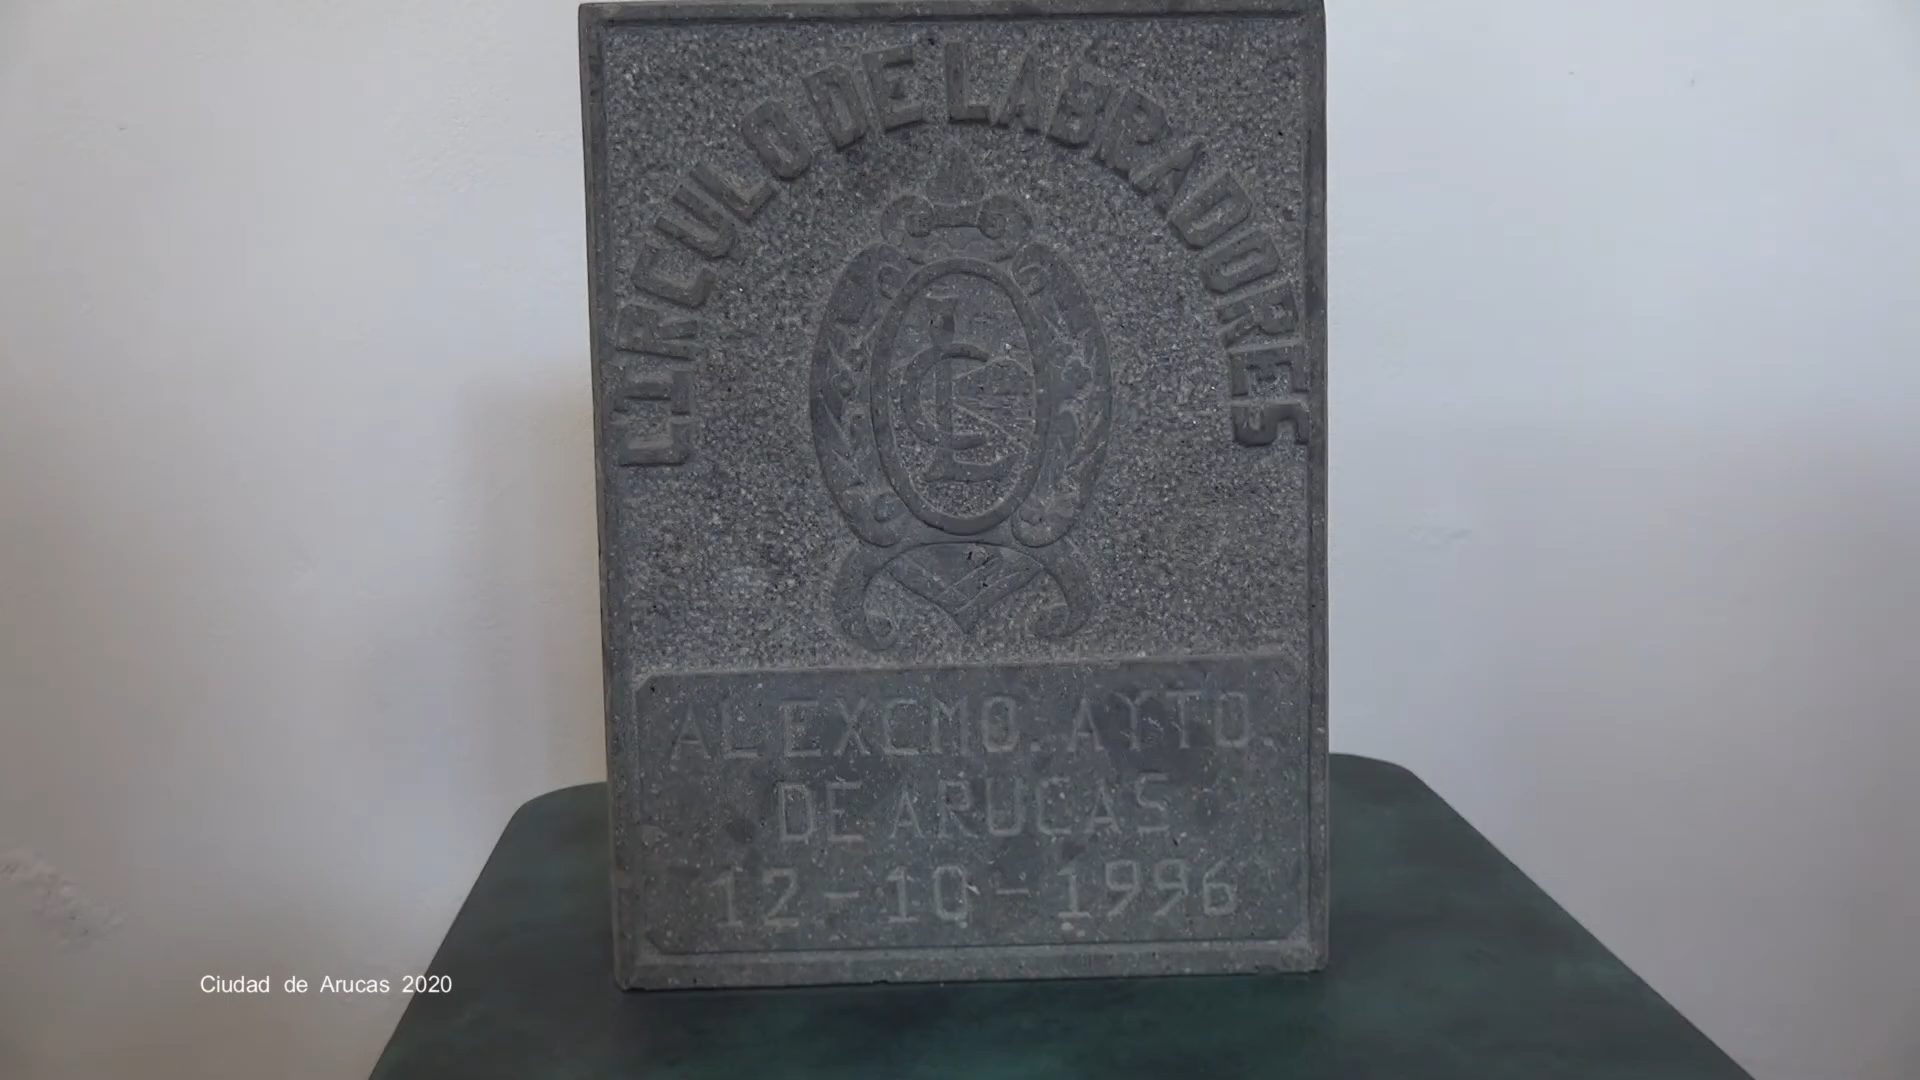 CIRCULO DE LABRADORES
AL EXCMO. AYTO.
DE ARUCAS
12-10-1996
Ciudad de Arucas 2020